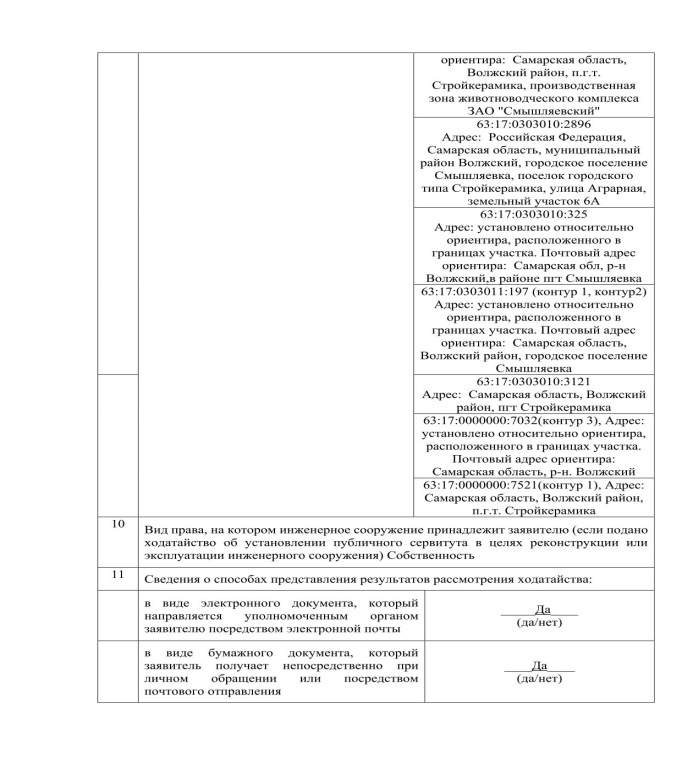 ориентира: Самарская область,
Волжский район, п.г.т.
Стройкерамика, производственная
зона животноводческого комплекса
ЗАО "Смышляевский"
63:17:0303010:2896
Адрес: Российская Федерация,
Самарская область, муниципальный
район Волжский, городское поселение
Смышляевка, поселок городского
типа Стройкерамика, улица Аграрная,
земельный участок 6А
63:17:0303010:325
Адрес: установлено относительно
ориентира, расположенного в
границах участка. Почтовый адрес
ориентира: Самарская обл, р-н
Волжский,в районе пгт Смышляевка
63:17:0303011:197 (контур 1, контур2)
Адрес: установлено относительно
ориентира, расположенного в
границах участка. Почтовый адрес
ориентира: Самарская область,
Волжский район, городское поселение
Смышляевка
63:17:0303010:3121
Адрес: Самарская область, Волжский
район, пгт Стройкерамика
63:17:0000000:7032(контур 3), Адрес:
установлено относительно ориентира,
расположенного в границах участка.
Почтовый адрес ориентира:
Самарская область, р-н. Волжский
63:17:0000000:7521(контур 1), Адрес:
Самарская область, Волжский район,
п.г.т. Стройкерамика
10
Вид права, на котором инженерное сооружение принадлежит заявителю (если подано
ходатайство об установлении публичного сервитута в целях реконструкции или
эксплуатации инженерного сооружения) Собственность
11
Сведения о способах представления результатов рассмотрения ходатайства:
в виде электронного документа, который
направляется уполномоченным органом
заявителю посредством электронной почты
Да
(да/нет)
в виде бумажного документа, который
заявитель получает непосредственно при
личном обращении или посредством
почтового отправления
Да
(да/нет)